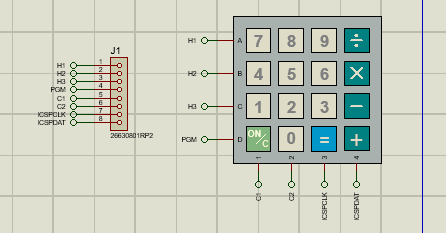 J1
H1 1
H2 2
H3 3
PGM 4
C1 5
C2 6
ICSPCLK 7
ICSPDAT 8
26630801RP2
H1 A 7 8 9 ÷
H2 B 4 5 6 ×
H3 C 1 2 3 −
PGM D ON/C 0 = +
1 2 3 4
C1 C2 ICSPCLK ICSPDAT